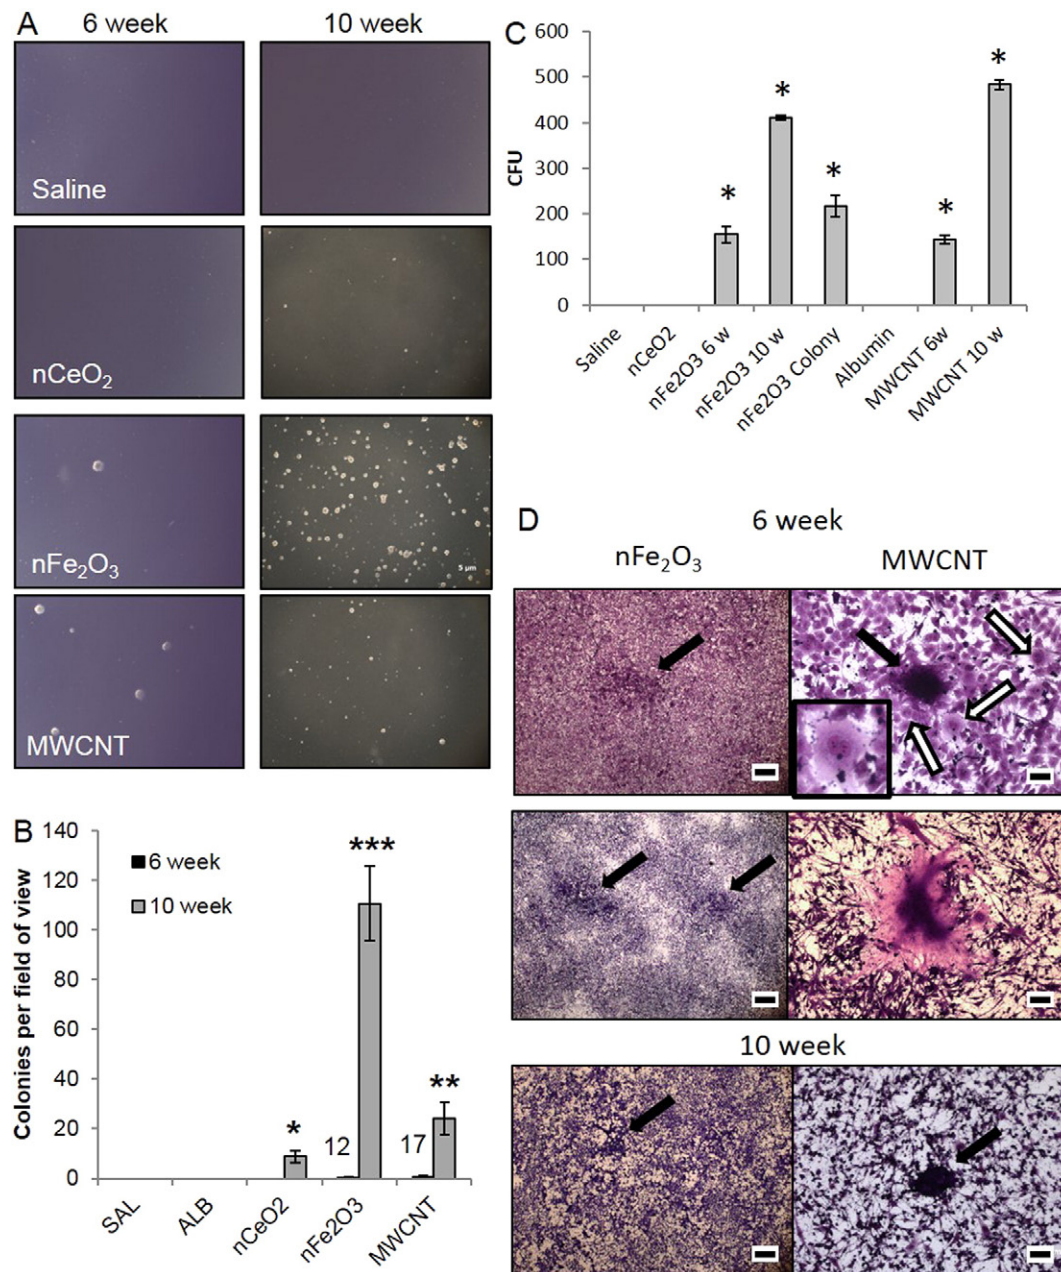 A
6 week 10 week
Saline
nCeO₂
nFe₂O₃
5 µm
MWCNT
B
140
120
100
80
60
40
20
0
Colonies per field of view
6 week
10 week
*
12
***
17
**
SAL
ALB
nCeO2
nFe2O3
MWCNT
C
600
500
400
300
200
100
0
CFU
*
*
*
*
*
Saline
nCeO2
nFe2O3 6 w
nFe2O3 10 w
nFe2O3 Colony
Albumin
MWCNT 6w
MWCNT 10 w
D
6 week
nFe₂O₃ MWCNT
10 week